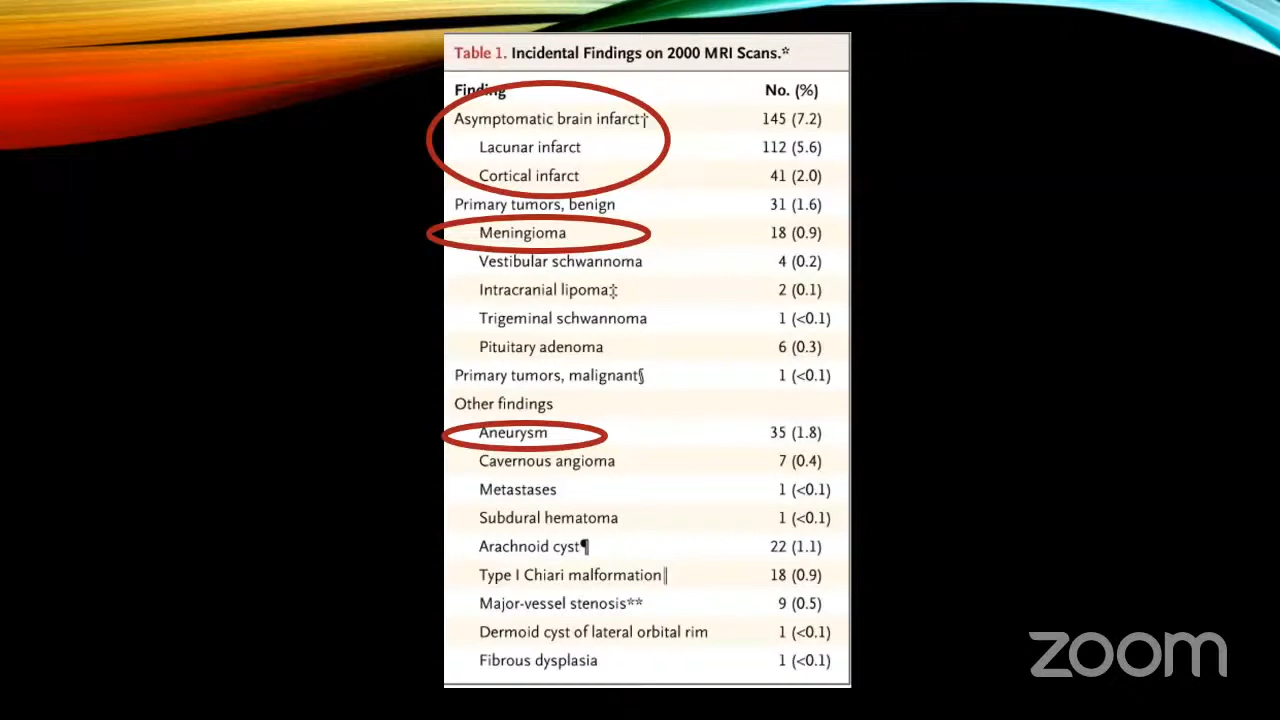 Table 1. Incidental Findings on 2000 MRI Scans.*
Finding No. (%)
Asymptomatic brain infarct† 145 (7.2)
Lacunar infarct 112 (5.6)
Cortical infarct 41 (2.0)
Primary tumors, benign 31 (1.6)
Meningioma 18 (0.9)
Vestibular schwannoma 4 (0.2)
Intracranial lipoma‡ 2 (0.1)
Trigeminal schwannoma 1 (<0.1)
Pituitary adenoma 6 (0.3)
Primary tumors, malignant§ 1 (<0.1)
Other findings
Aneurysm 35 (1.8)
Cavernous angioma 7 (0.4)
Metastases 1 (<0.1)
Subdural hematoma 1 (<0.1)
Arachnoid cyst¶ 22 (1.1)
Type I Chiari malformation‖ 18 (0.9)
Major-vessel stenosis** 9 (0.5)
Dermoid cyst of lateral orbital rim 1 (<0.1)
Fibrous dysplasia 1 (<0.1)
zoom